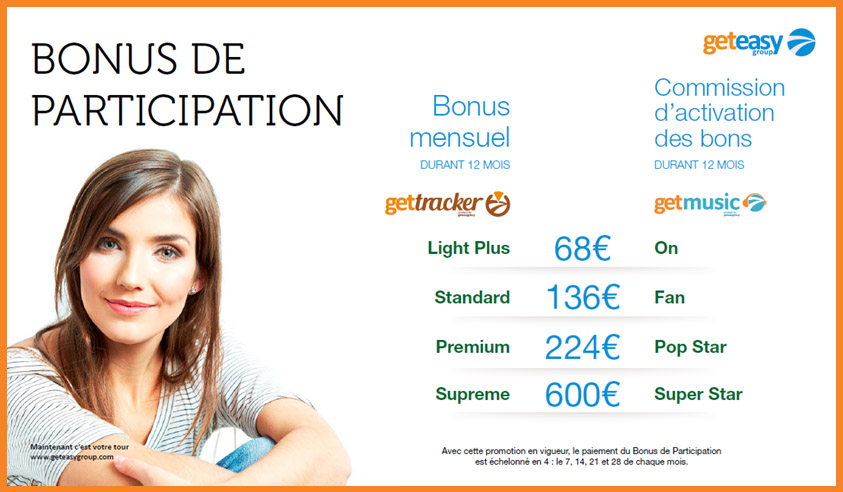 BONUS DE
PARTICIPATION
geteasy
group
Bonus
mensuel
DURANT 12 MOIS
Commission
d'activation
des bons
DURANT 12 MOIS
gettracker
getmusic
Light Plus 68€ On
Standard 136€ Fan
Premium 224€ Pop Star
Supreme 600€ Super Star
Maintenant c'est votre tour
www.geteasygroup.com
Avec cette promotion en vigueur, le paiement du Bonus de Participation
est échelonné en 4 : le 7, 14, 21 et 28 de chaque mois.